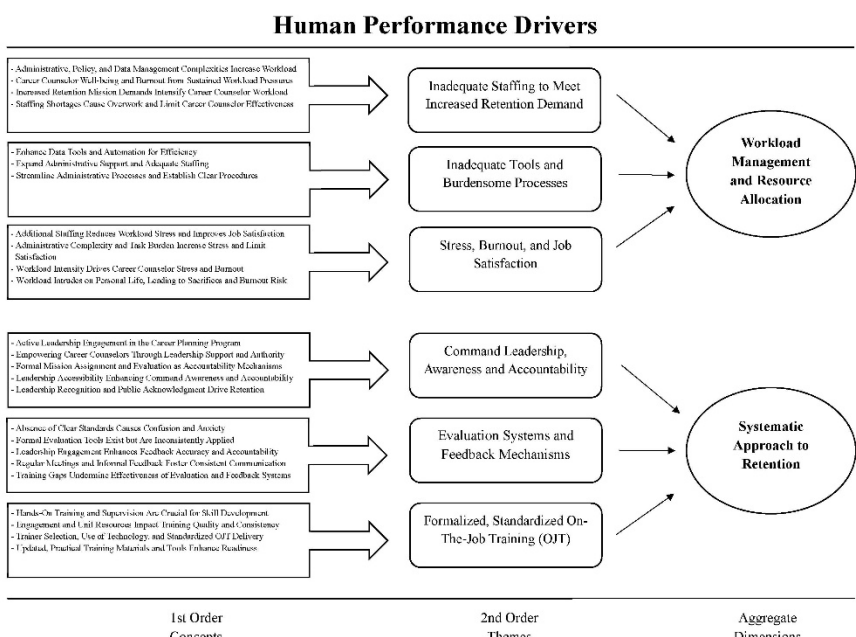 Human Performance Drivers
- Administrative, Policy, and Data Management Complexities Increase Workload
- Career Counselor Well-being and Burnout from Sustained Workload Pressures
- Increased Retention Mission Demands Intensify Career Counselor Workload
- Staffing Shortages Cause Overwork and Limit Career Counselor Effectiveness
Inadequate Staffing to Meet
Increased Retention Demand
- Enhance Data Tools and Automation for Efficiency
- Expand Administrative Support and Adequate Staffing
- Streamline Administrative Processes and Establish Clear Procedures
Inadequate Tools and
Burdensome Processes
- Additional Staffing Reduces Workload Stress and Improves Job Satisfaction
- Administrative Complexity and Task Burden Increase Stress and Limit
Satisfaction
- Workload Intensity Drives Career Counselor Stress and Burnout
- Workload Intrudes on Personal Life, Leading to Sacrifices and Burnout Risk
Stress, Burnout, and Job
Satisfaction
Workload
Management
and Resource
Allocation
- Active Leadership Engagement in the Career Planning Program
- Empowering Career Counselors Through Leadership Support and Authority
- Formal Mission Assignment and Evaluation as Accountability Mechanisms
- Leadership Accessibility Enhancing Command Awareness and Accountability
- Leadership Recognition and Public Acknowledgment Drive Retention
Command Leadership,
Awareness and Accountability
- Absence of Clear Standards Causes Confusion and Anxiety
- Formal Evaluation Tools Exist but Are Inconsistently Applied
- Leadership Engagement Enhances Feedback Accuracy and Accountability
- Regular Meetings and Informal Feedback Foster Consistent Communication
- Training Gaps Undermine Effectiveness of Evaluation and Feedback Systems
Evaluation Systems and
Feedback Mechanisms
- Hands-On Training and Supervision Are Crucial for Skill Development
- Engagement and Unit Resources Impact Training Quality and Consistency
- Trainer Selection, Use of Technology, and Standardized OJT Delivery
- Updated, Practical Training Materials and Tools Enhance Readiness
Formalized, Standardized On-
The-Job Training (OJT)
Systematic
Approach to
Retention
1st Order
Concepts
2nd Order
Themes
Aggregate
Dimensions